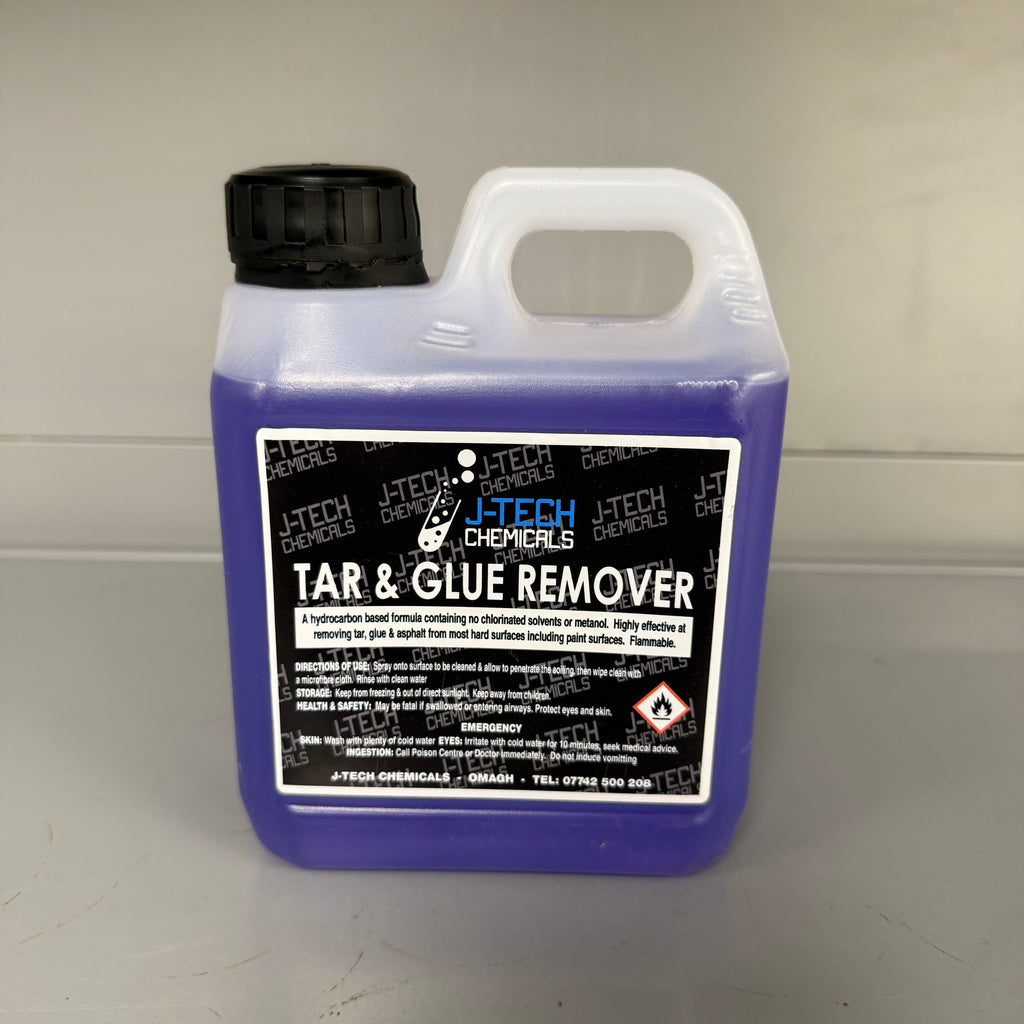 J-TECH
CHEMICALS
TAR & GLUE REMOVER
A hydrocarbon based formula containing no chlorinated solvents or metanol. Highly effective at
removing tar, glue & asphalt from most hard surfaces including paint surfaces. Flammable.
DIRECTIONS OF USE: Spray onto surface to be cleaned & allow to penetrate the soiling, then wipe clean with
a microfibre cloth. Rinse with clean water
STORAGE: Keep from freezing & out of direct sunlight. Keep away from children.
HEALTH & SAFETY: May be fatal if swallowed or entering airways. Protect eyes and skin.
EMERGENCY
SKIN: Wash with plenty of cold water EYES: Irritate with cold water for 10 minutes, seek medical advice.
INGESTION: Call Poison Centre or Doctor immediately. Do not induce vomitting
J-TECH CHEMICALS - OMAGH - TEL: 07742 500 208